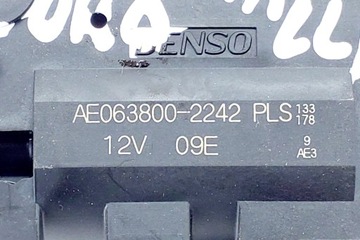 DENSO
AE063800-2242 PLS 133
178
12V 09E 9
AE3